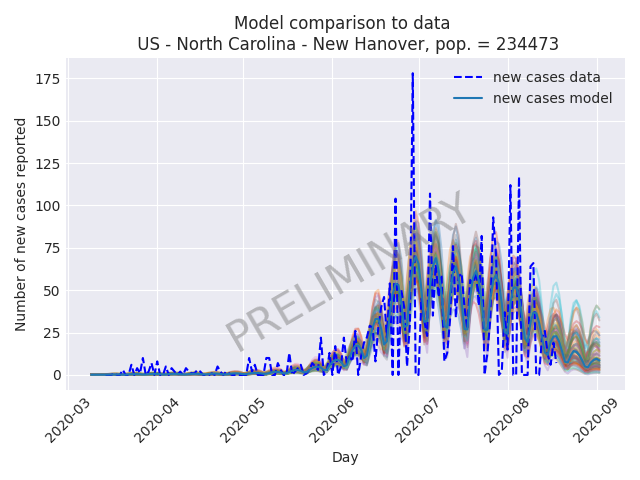 Model comparison to data
US - North Carolina - New Hanover, pop. = 234473
new cases data
new cases model
PRELIMINARY
Number of new cases reported
175
150
125
100
75
50
25
0
2020-03
2020-04
2020-05
2020-06
2020-07
2020-08
2020-09
Day